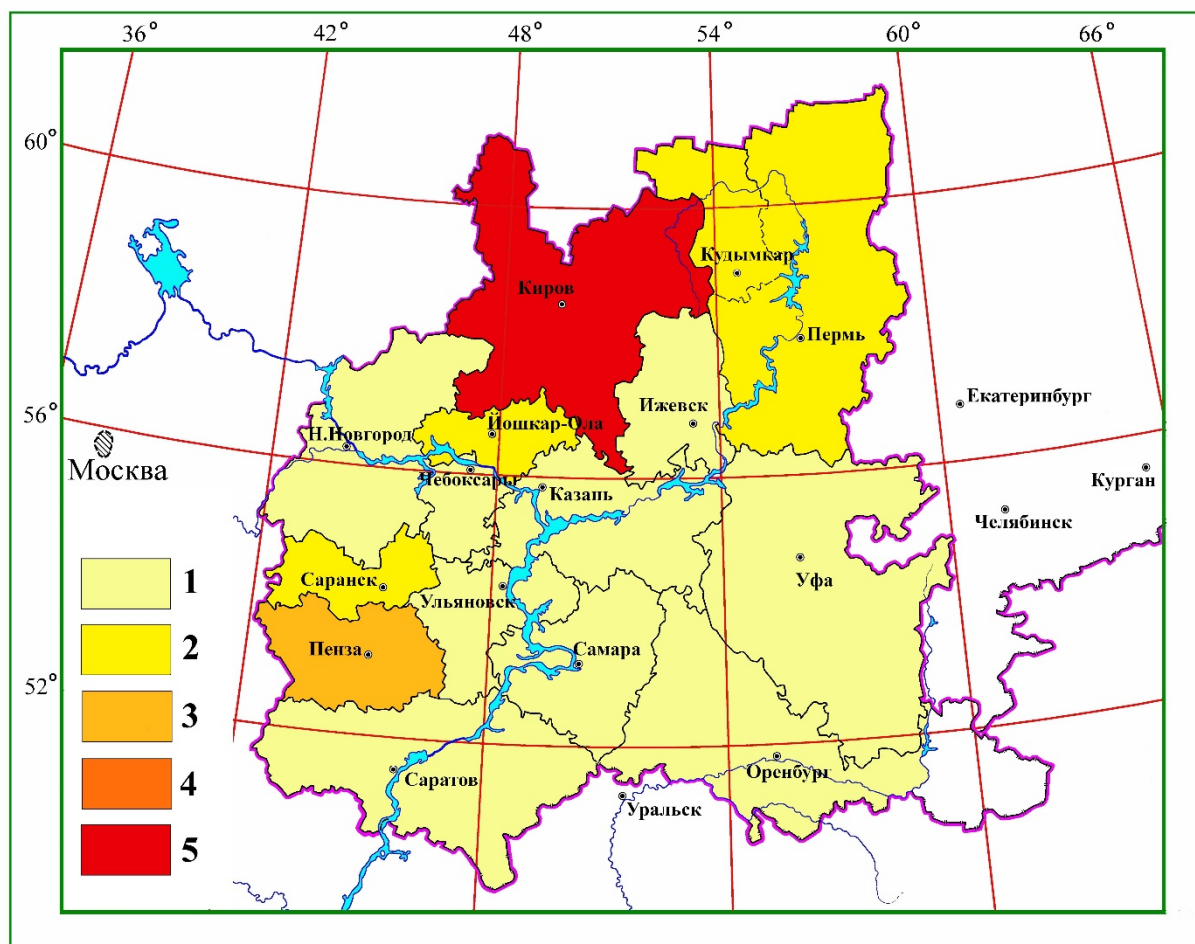 36° 42° 48° 54° 60° 66°
60°
Кудымкар
Киров
Пермь
Екатеринбург
56°
Ижевск
Йошкар-Ола
Н.Новгород
Москва
Чебоксары
Казань
Курган
Челябинск
1
Уфа
Саранск
Ульяновск
2
Пенза
Самара
52°
3
4
Саратов
Оренбург
Уральск
5